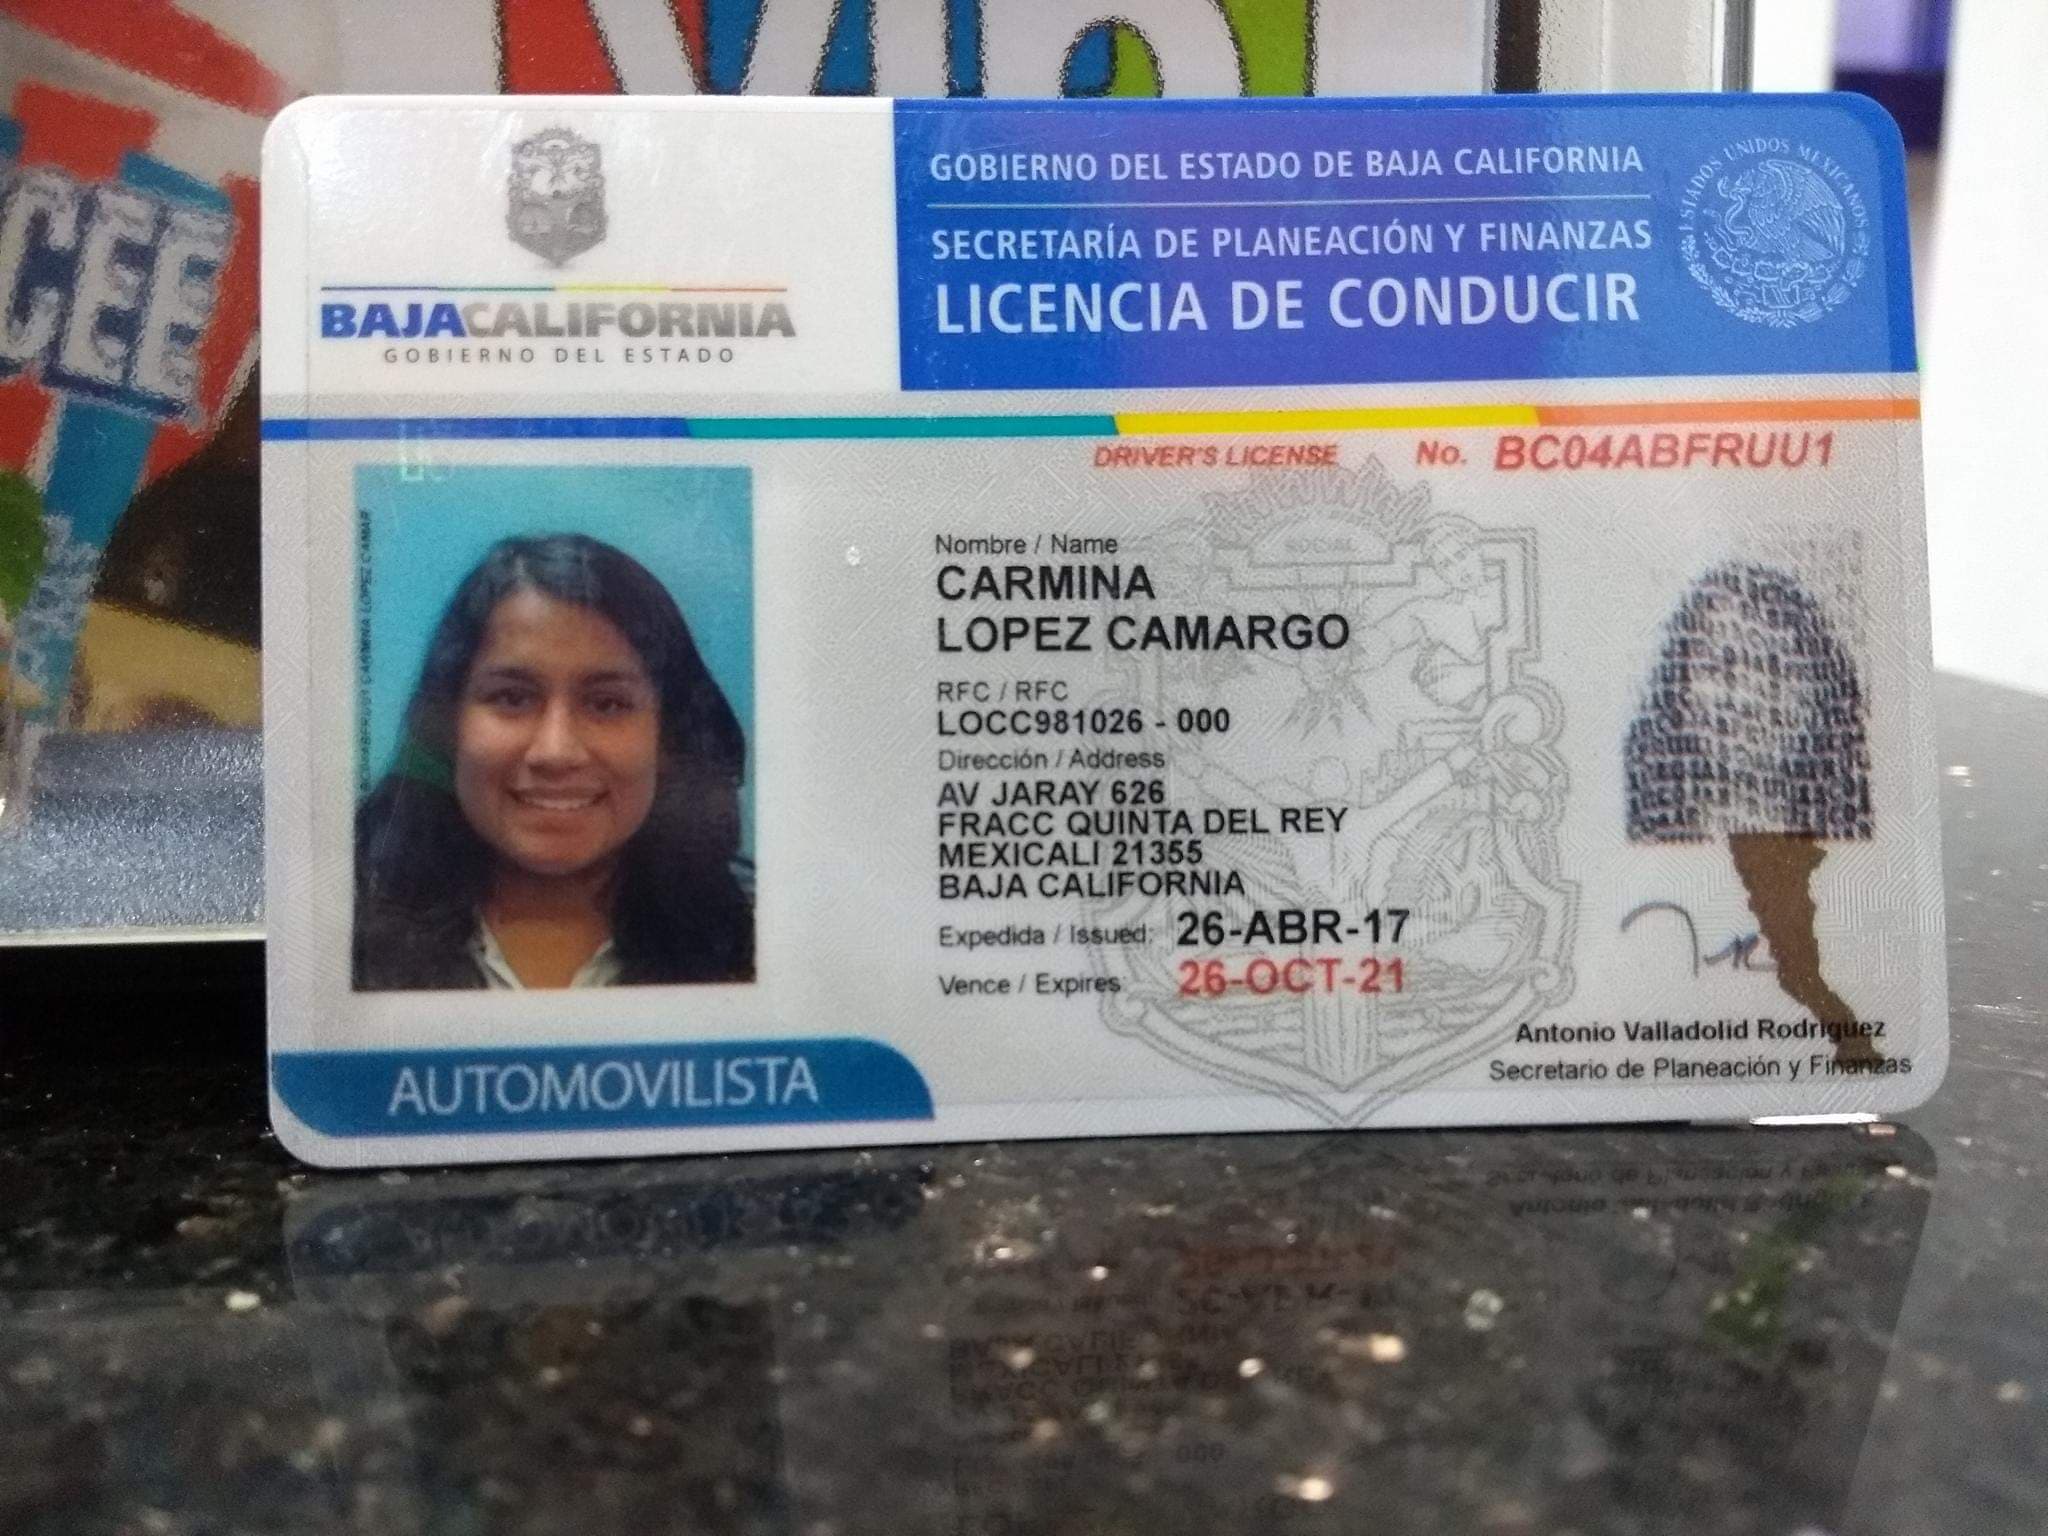 GOBIERNO DEL ESTADO DE BAJA CALIFORNIA
SECRETARÍA DE PLANEACIÓN Y FINANZAS
LICENCIA DE CONDUCIR
ESTADOS UNIDOS MEXICANOS
BAJACALIFORNIA
GOBIERNO DEL ESTADO
DRIVER'S LICENSE No. BC04ABFRUU1
Nombre / Name
CARMINA
LOPEZ CAMARGO
RFC / RFC
LOCC981026 - 000
Dirección / Address
AV JARAY 626
FRACC QUINTA DEL REY
MEXICALI 21355
BAJA CALIFORNIA
Expedida / Issued: 26-ABR-17
Vence / Expires: 26-OCT-21
Antonio Valladolid Rodriguez
Secretario de Planeación y Finanzas
AUTOMOVILISTA
SOCIAL